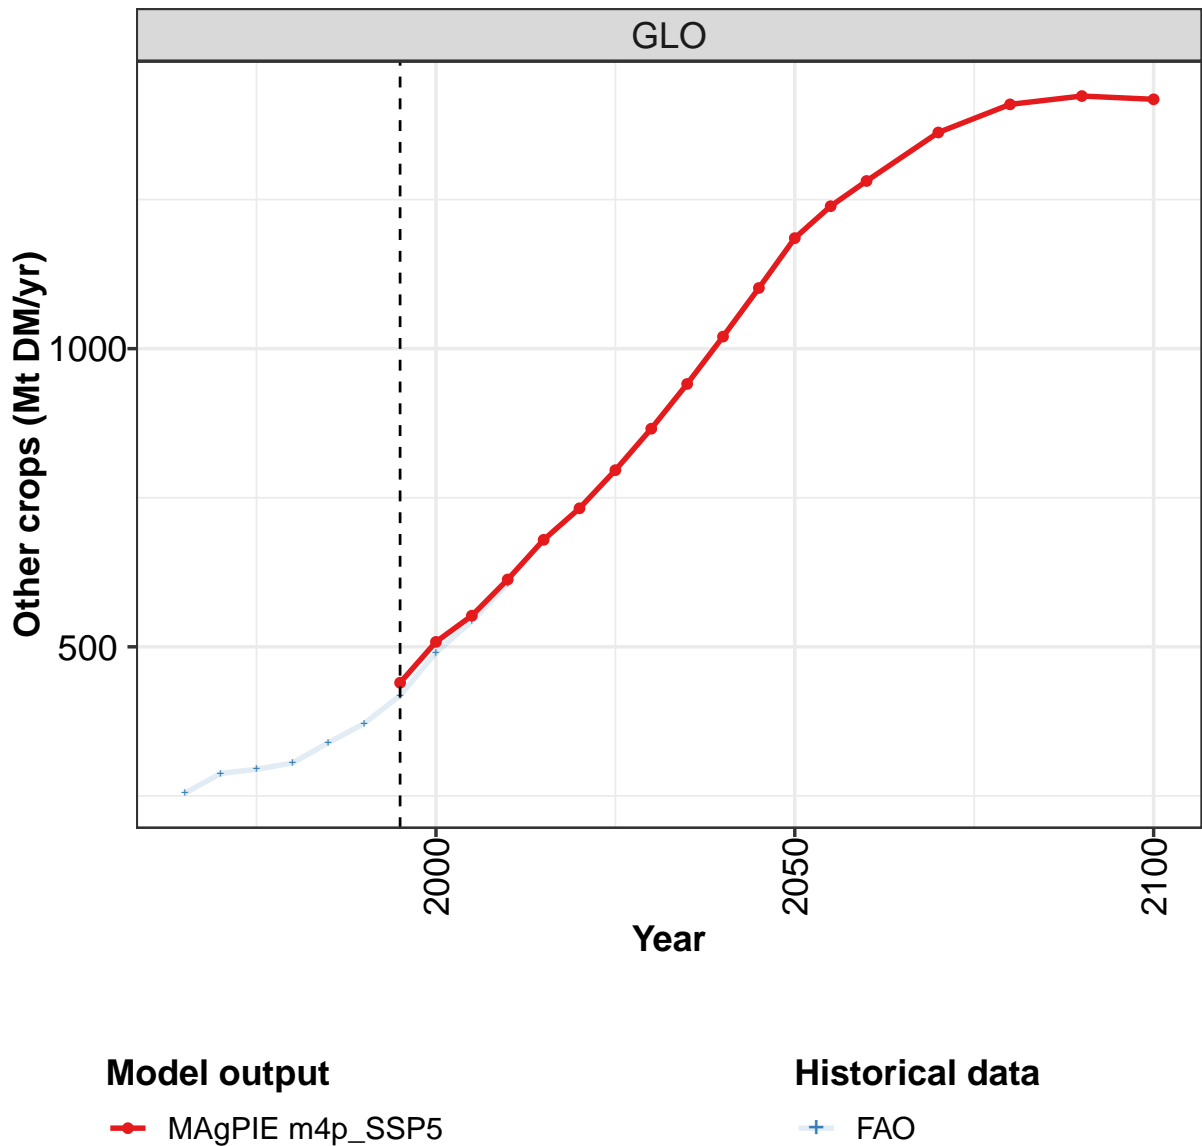 GLO
Other crops (Mt DM/yr)
1000
500
2000
2050
2100
Year
Model output
MAgPIE m4p_SSP5
Historical data
FAO